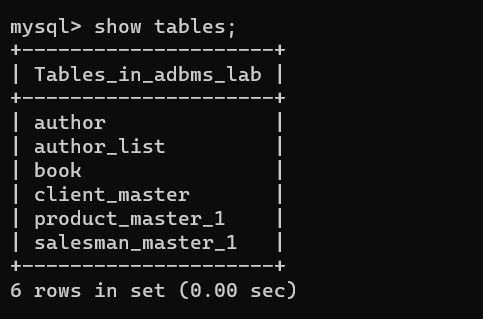 mysql> show tables;
+---------------------+
| Tables_in_adbms_lab |
+---------------------+
| author              |
| author_list         |
| book                |
| client_master       |
| product_master_1    |
| salesman_master_1   |
+---------------------+
6 rows in set (0.00 sec)